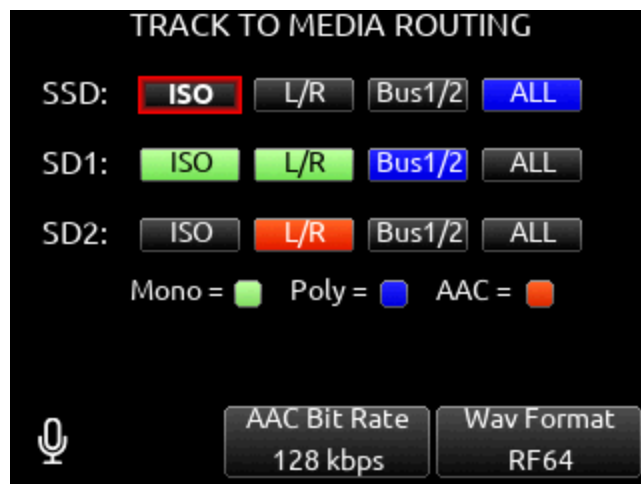 TRACK TO MEDIA ROUTING
SSD: ISO L/R Bus1/2 ALL
SD1: ISO L/R Bus1/2 ALL
SD2: ISO L/R Bus1/2 ALL
Mono = Poly = AAC =
AAC Bit Rate Wav Format
128 kbps RF64